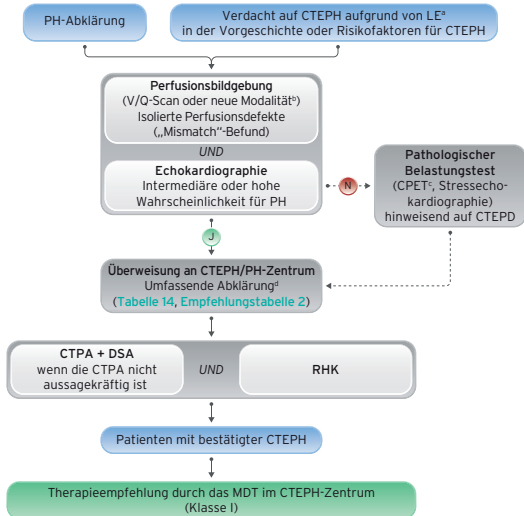 PH-Abklärung
Verdacht auf CTEPH aufgrund von LEᵃ
in der Vorgeschichte oder Risikofaktoren für CTEPH
Perfusionsbildgebung
(V/Q-Scan oder neue Modalitätᵇ)
Isolierte Perfusionsdefekte
(„Mismatch“-Befund)
UND
Echokardiographie
Intermediäre oder hohe
Wahrscheinlichkeit für PH
N
Pathologischer
Belastungstest
(CPETᶜ, Stressecho-
kardiographie)
hinweisend auf CTEPD
J
Überweisung an CTEPH/PH-Zentrum
Umfassende Abklärungᵈ
(Tabelle 14, Empfehlungstabelle 2)
CTPA + DSA
wenn die CTPA nicht
aussagekräftig ist
UND
RHK
Patienten mit bestätigter CTEPH
Therapieempfehlung durch das MDT im CTEPH-Zentrum
(Klasse I)